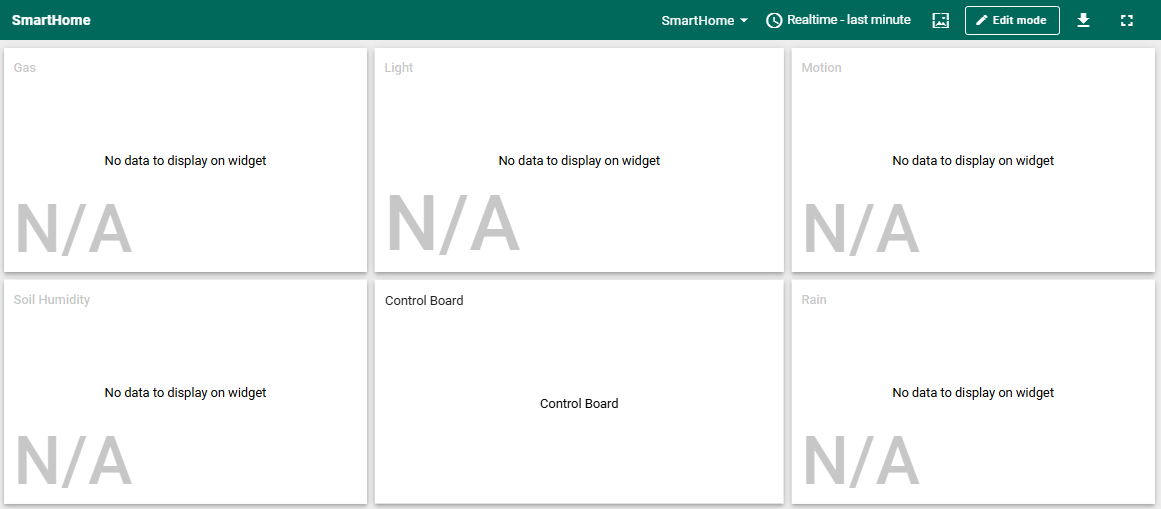 SmartHome
SmartHome
Realtime - last minute
Edit mode
Gas
No data to display on widget
N/A
Light
No data to display on widget
N/A
Motion
No data to display on widget
N/A
Soil Humidity
No data to display on widget
N/A
Control Board
Control Board
Rain
No data to display on widget
N/A